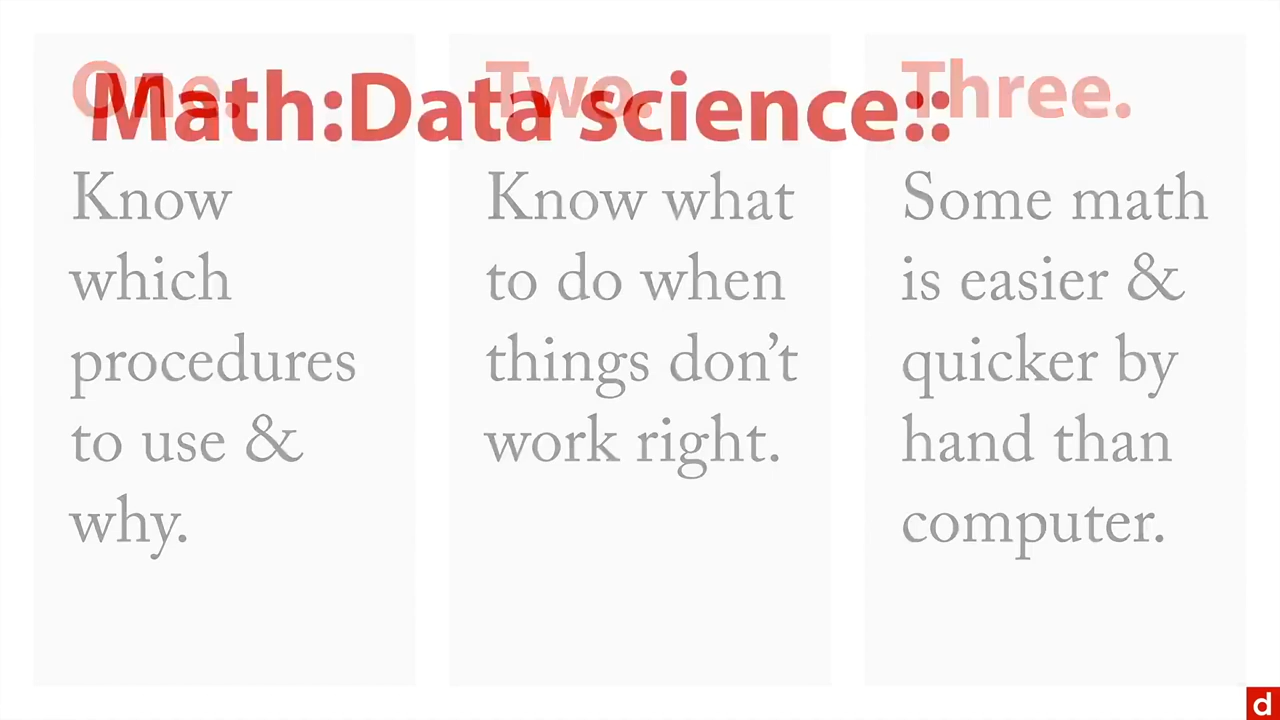 Math:Data science::
One.
Know
which
procedures
to use &
why.
Two.
Know what
to do when
things don’t
work right.
Three.
Some math
is easier &
quicker by
hand than
computer.
d